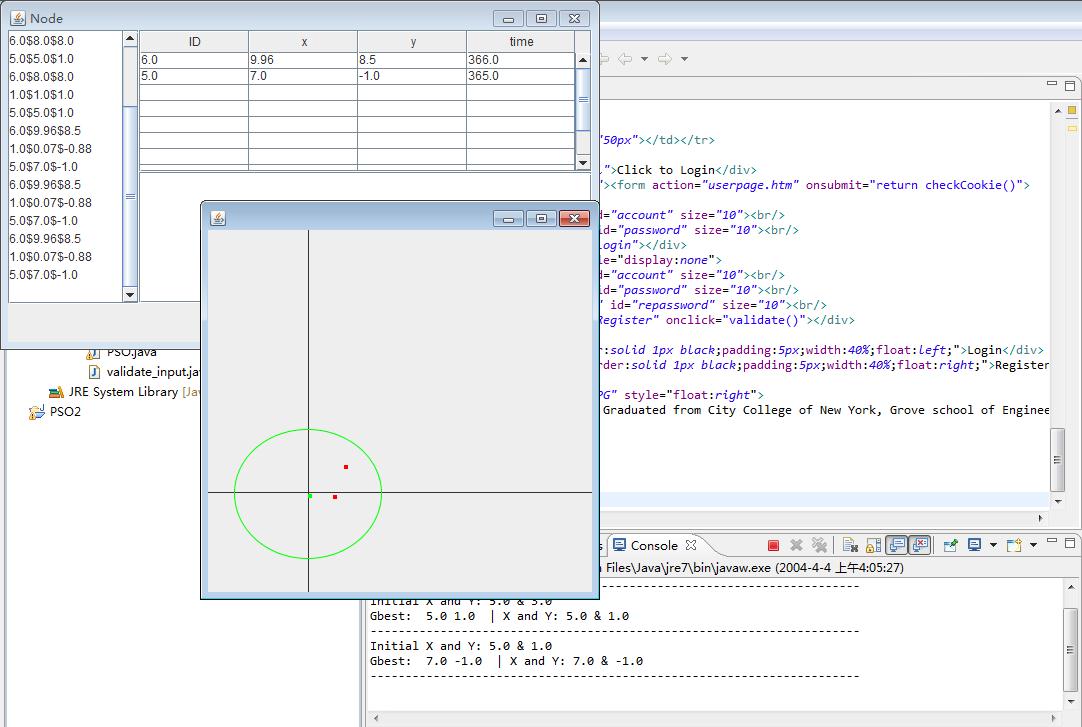 Node
6.0$8.0$8.0
5.0$5.0$1.0
6.0$8.0$8.0
1.0$1.0$1.0
5.0$5.0$1.0
6.0$9.96$8.5
1.0$0.07$-0.88
5.0$7.0$-1.0
6.0$9.96$8.5
1.0$0.07$-0.88
5.0$7.0$-1.0
6.0$9.96$8.5
1.0$0.07$-0.88
5.0$7.0$-1.0
ID x y time
6.0 9.96 8.5 366.0
5.0 7.0 -1.0 365.0
PSO.java
validate_input.ja
JRE System Library [Ja
PSO2
"50px"></td></tr>
">Click to Login</div>
"><form action="userpage.htm" onsubmit="return checkCookie()">
d="account" size="10"><br/>
id="password" size="10"><br/>
ogin"></div>
le="display:none">
d="account" size="10"><br/>
id="password" size="10"><br/>
" id="repassword" size="10"><br/>
Register" onclick="validate()"></div>
r:solid 1px black;padding:5px;width:40%;float:left;">Login</div>
rder:solid 1px black;padding:5px;width:40%;float:right;">Register
PG" style="float:right">
Graduated from City College of New York, Grove school of Enginee
s Console
Files\Java\jre7\bin\javaw.exe (2004-4-4 上午4:05:27)
--------------------------------------------------
Initial X and Y: 5.0 & 5.0
Gbest: 5.0 1.0 | X and Y: 5.0 & 1.0
----------------------------------------------------------------------
Initial X and Y: 5.0 & 1.0
Gbest: 7.0 -1.0 | X and Y: 7.0 & -1.0
----------------------------------------------------------------------